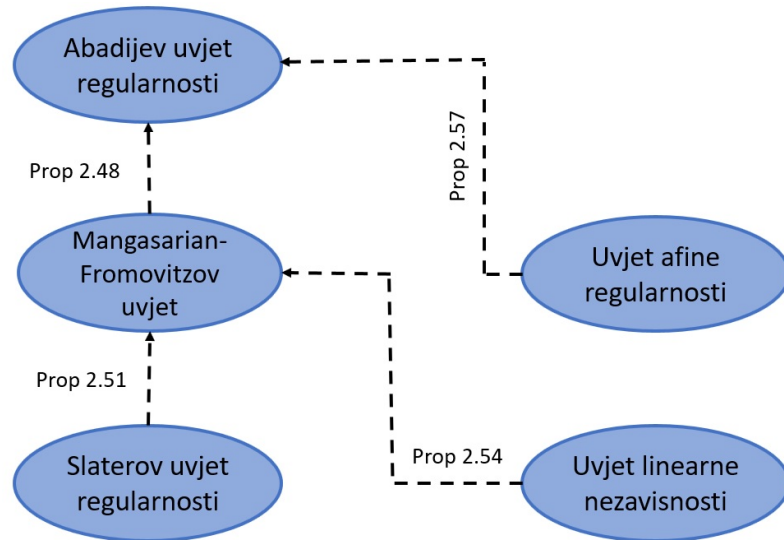 Abadijev uvjet
regularnosti
Prop 2.57
Prop 2.48
Mangasarian-
Fromovitzov
uvjet
Uvjet afine
regularnosti
Prop 2.51
Slaterov uvjet
regularnosti
Prop 2.54
Uvjet linearne
nezavisnosti